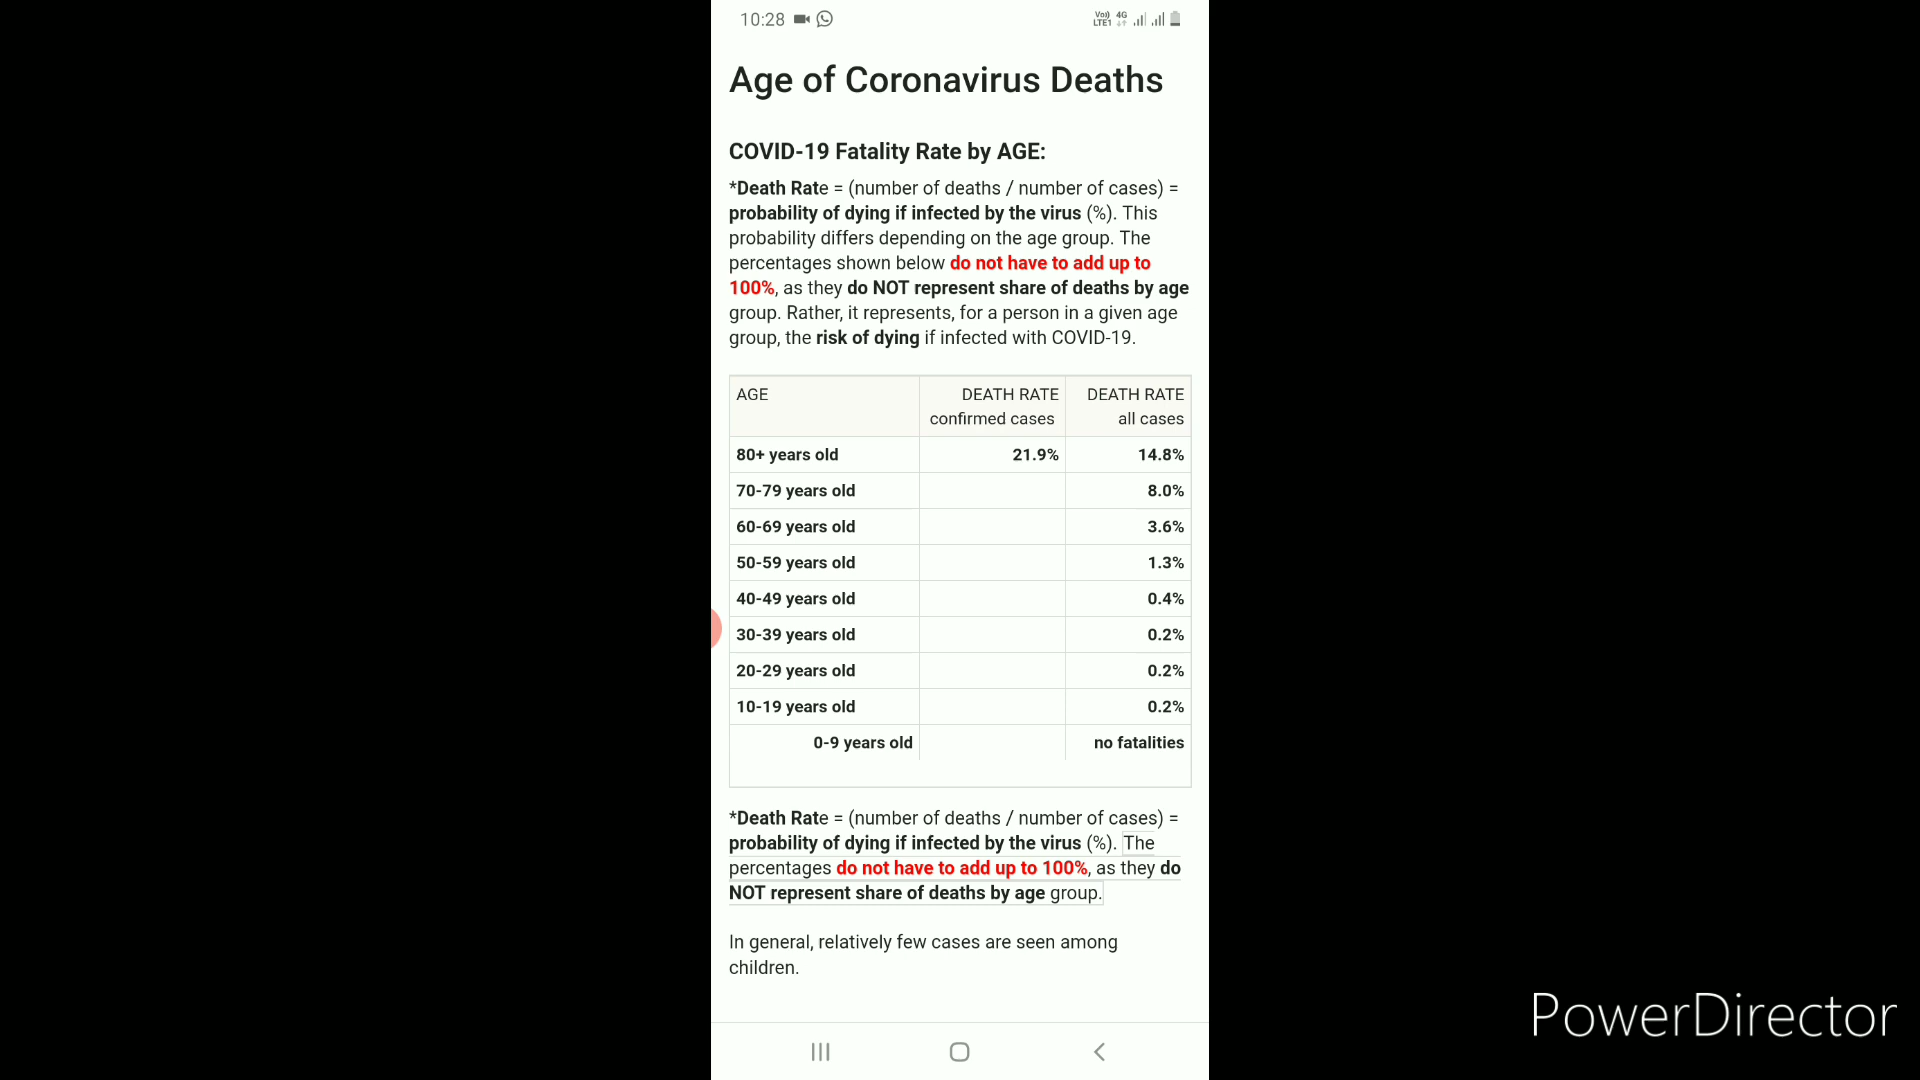 10:28
Vo)) 4G
LTE1
Age of Coronavirus Deaths
COVID-19 Fatality Rate by AGE:
*Death Rate = (number of deaths / number of cases) =
probability of dying if infected by the virus (%). This
probability differs depending on the age group. The
percentages shown below do not have to add up to
100%, as they do NOT represent share of deaths by age
group. Rather, it represents, for a person in a given age
group, the risk of dying if infected with COVID-19.
AGE DEATH RATE DEATH RATE
confirmed cases all cases
80+ years old 21.9% 14.8%
70-79 years old 8.0%
60-69 years old 3.6%
50-59 years old 1.3%
40-49 years old 0.4%
30-39 years old 0.2%
20-29 years old 0.2%
10-19 years old 0.2%
0-9 years old no fatalities
*Death Rate = (number of deaths / number of cases) =
probability of dying if infected by the virus (%). The
percentages do not have to add up to 100%, as they do
NOT represent share of deaths by age group.
In general, relatively few cases are seen among
children.
PowerDirector